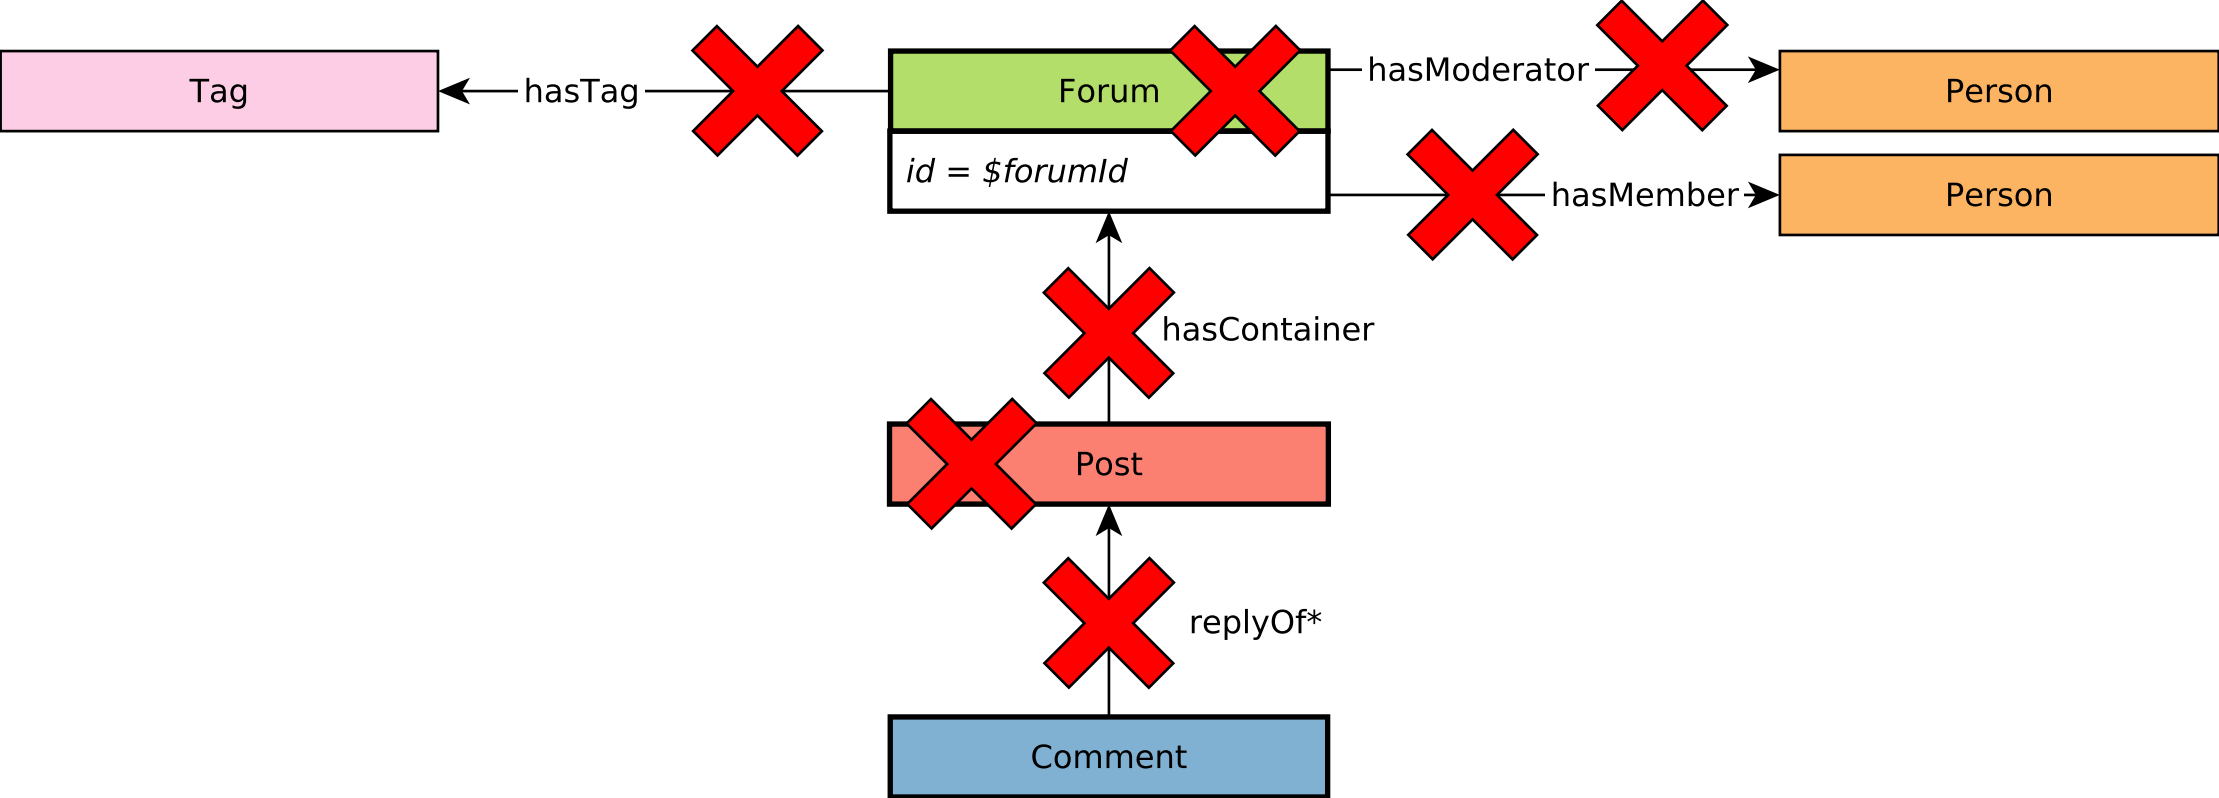 Tag
hasTag
Forum
hasModerator
Person
id = $forumId
hasMember
Person
hasContainer
Post
replyOf*
Comment